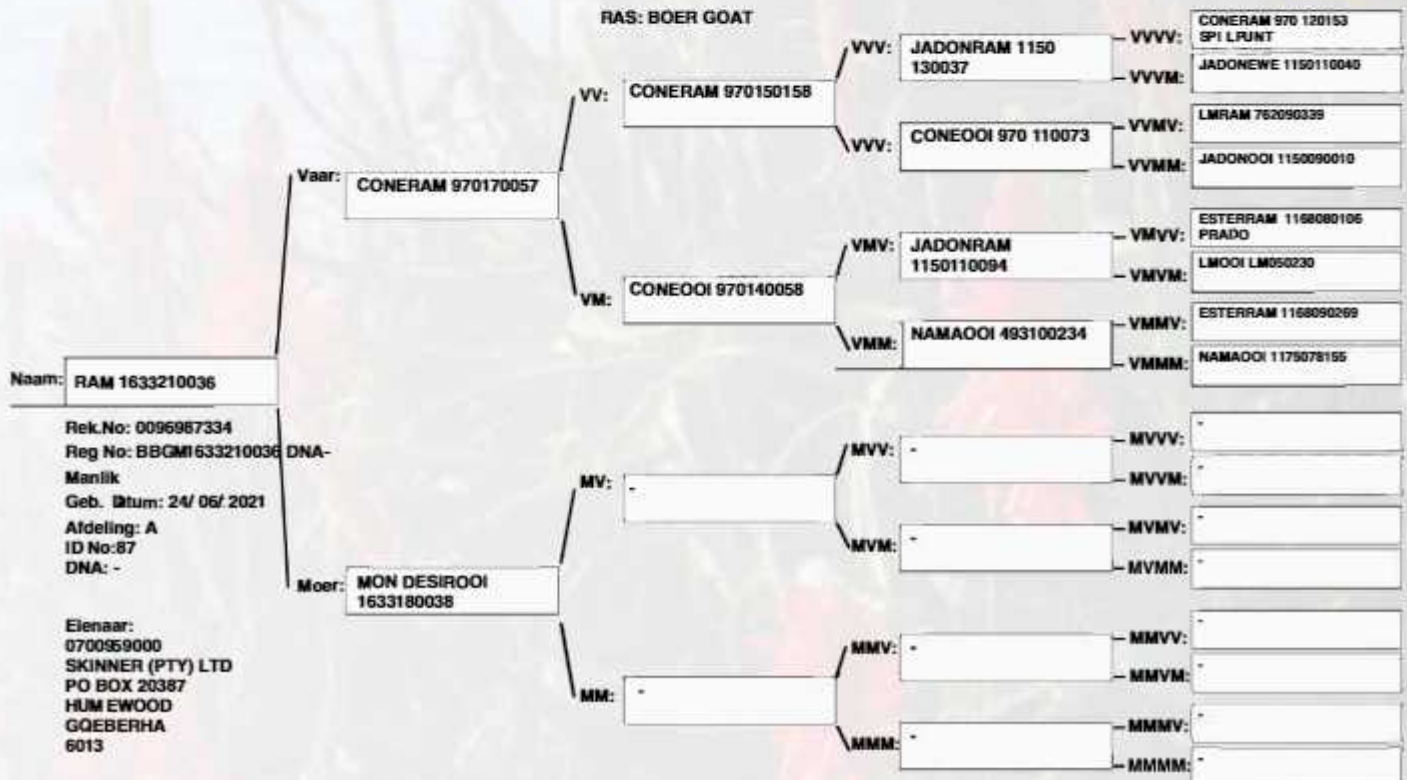 RAS: BOER GOAT
Naam: RAM 1633210036
Rek.No: 0096987334
Reg No: BBGM1633210036 DNA-
Manlik
Geb. Datum: 24/ 06/ 2021
Afdeling: A
ID No:87
DNA: -
Eienaar:
0700959000
SKINNER (PTY) LTD
PO BOX 20387
HUM EWOOD
GQEBERHA
6013
Vaar: CONERAM 970170057
Moer: MON DESIROOI
1633180038
VV: CONERAM 970150158
VM: CONEOOI 970140058
MV: -
MM: -
VVV: JADONRAM 1150
130037
VVV: CONEOOI 970 110073
VMV: JADONRAM
1150110094
VMM: NAMAOOI 493100234
MVV: -
MVM: -
MMV: -
MMM: -
VVVV: CONERAM 970 120153
SPI LPUNT
VVVM: JADONEWE 1150110040
VVMV: LMRAM 762090339
VVMM: JADONOOI 1150090010
VMVV: ESTERRAM 1168080106
PRADO
VMVM: LMOOI LM050230
VMMV: ESTERRAM 1168090269
VMMM: NAMAOOI 1175078155
MVVV: -
MVVM: -
MVMV: -
MVMM: -
MMVV: -
MMVM: -
MMMV: -
MMMM: -